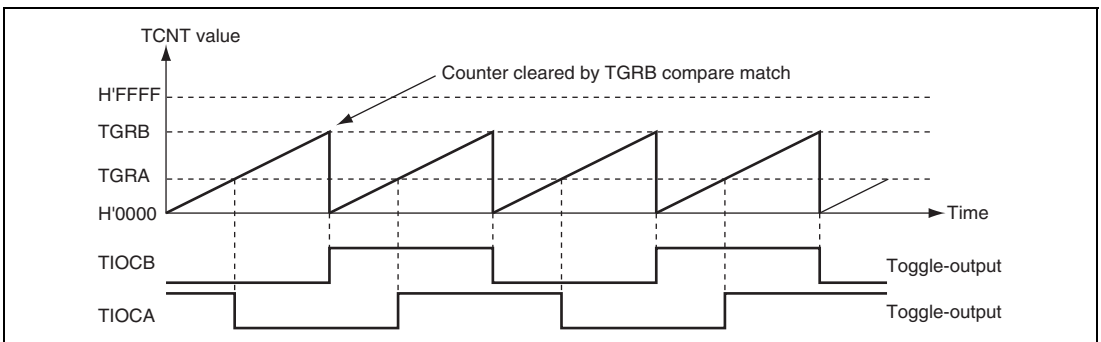 TCNT value
Counter cleared by TGRB compare match
H'FFFF
TGRB
TGRA
H'0000
Time
TIOCB
Toggle-output
TIOCA
Toggle-output